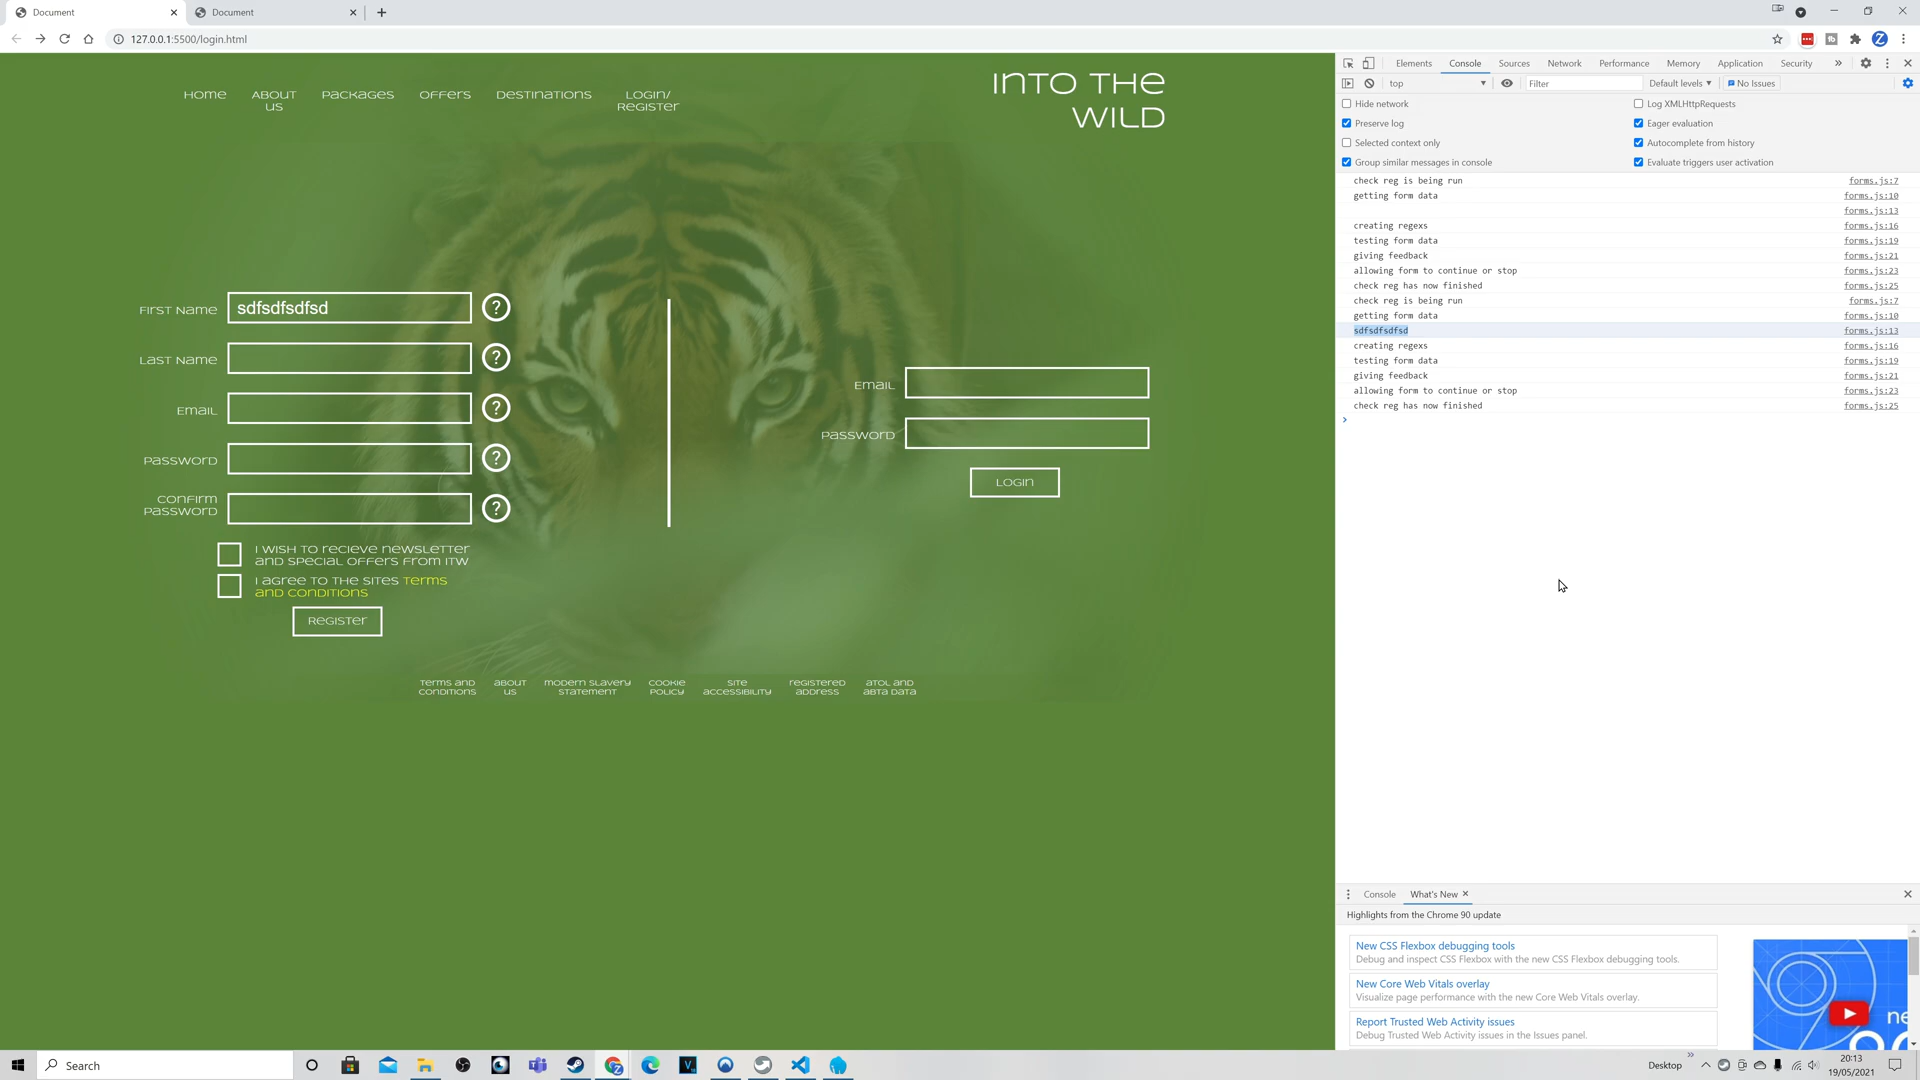 Document
Document
127.0.0.1:5500/login.html
HOME
ABOUT
US
PACKAGES
OFFERS
DESTINATIONS
LOGIN/
REGISTER
INTO THE
WILD
FIRST NAME
sdfsdfsdfsd
?
LAST NAME
?
EMAIL
?
PASSWORD
?
CONFIRM
PASSWORD
?
I WISH TO RECIEVE NEWSLETTER
AND SPECIAL OFFERS FROM ITW
I AGREE TO THE SITES TERMS
AND CONDITIONS
REGISTER
EMAIL
PASSWORD
LOGIN
TERMS AND
CONDITIONS
ABOUT
US
MODERN SLAVERY
STATEMENT
COOKIE
POLICY
SITE
ACCESSIBILITY
REGISTERED
ADDRESS
ATOL AND
ABTA DATA
Elements Console Sources Network Performance Memory Application Security
top Filter Default levels No Issues
Hide network Log XMLHttpRequests
Preserve log Eager evaluation
Selected context only Autocomplete from history
Group similar messages in console Evaluate triggers user activation
check reg is being run forms.js:7
getting form data forms.js:10
forms.js:13
creating regexs forms.js:16
testing form data forms.js:19
giving feedback forms.js:21
allowing form to continue or stop forms.js:23
check reg has now finished forms.js:25
check reg is being run forms.js:7
getting form data forms.js:10
sdfsdfsdfsd forms.js:13
creating regexs forms.js:16
testing form data forms.js:19
giving feedback forms.js:21
allowing form to continue or stop forms.js:23
check reg has now finished forms.js:25
Console What's New
Highlights from the Chrome 90 update
New CSS Flexbox debugging tools
Debug and inspect CSS Flexbox with the new CSS Flexbox debugging tools.
New Core Web Vitals overlay
Visualize page performance with the new Core Web Vitals overlay.
Report Trusted Web Activity issues
Debug Trusted Web Activity issues in the Issues panel.
ne
Search
Desktop
20:13
19/05/2021